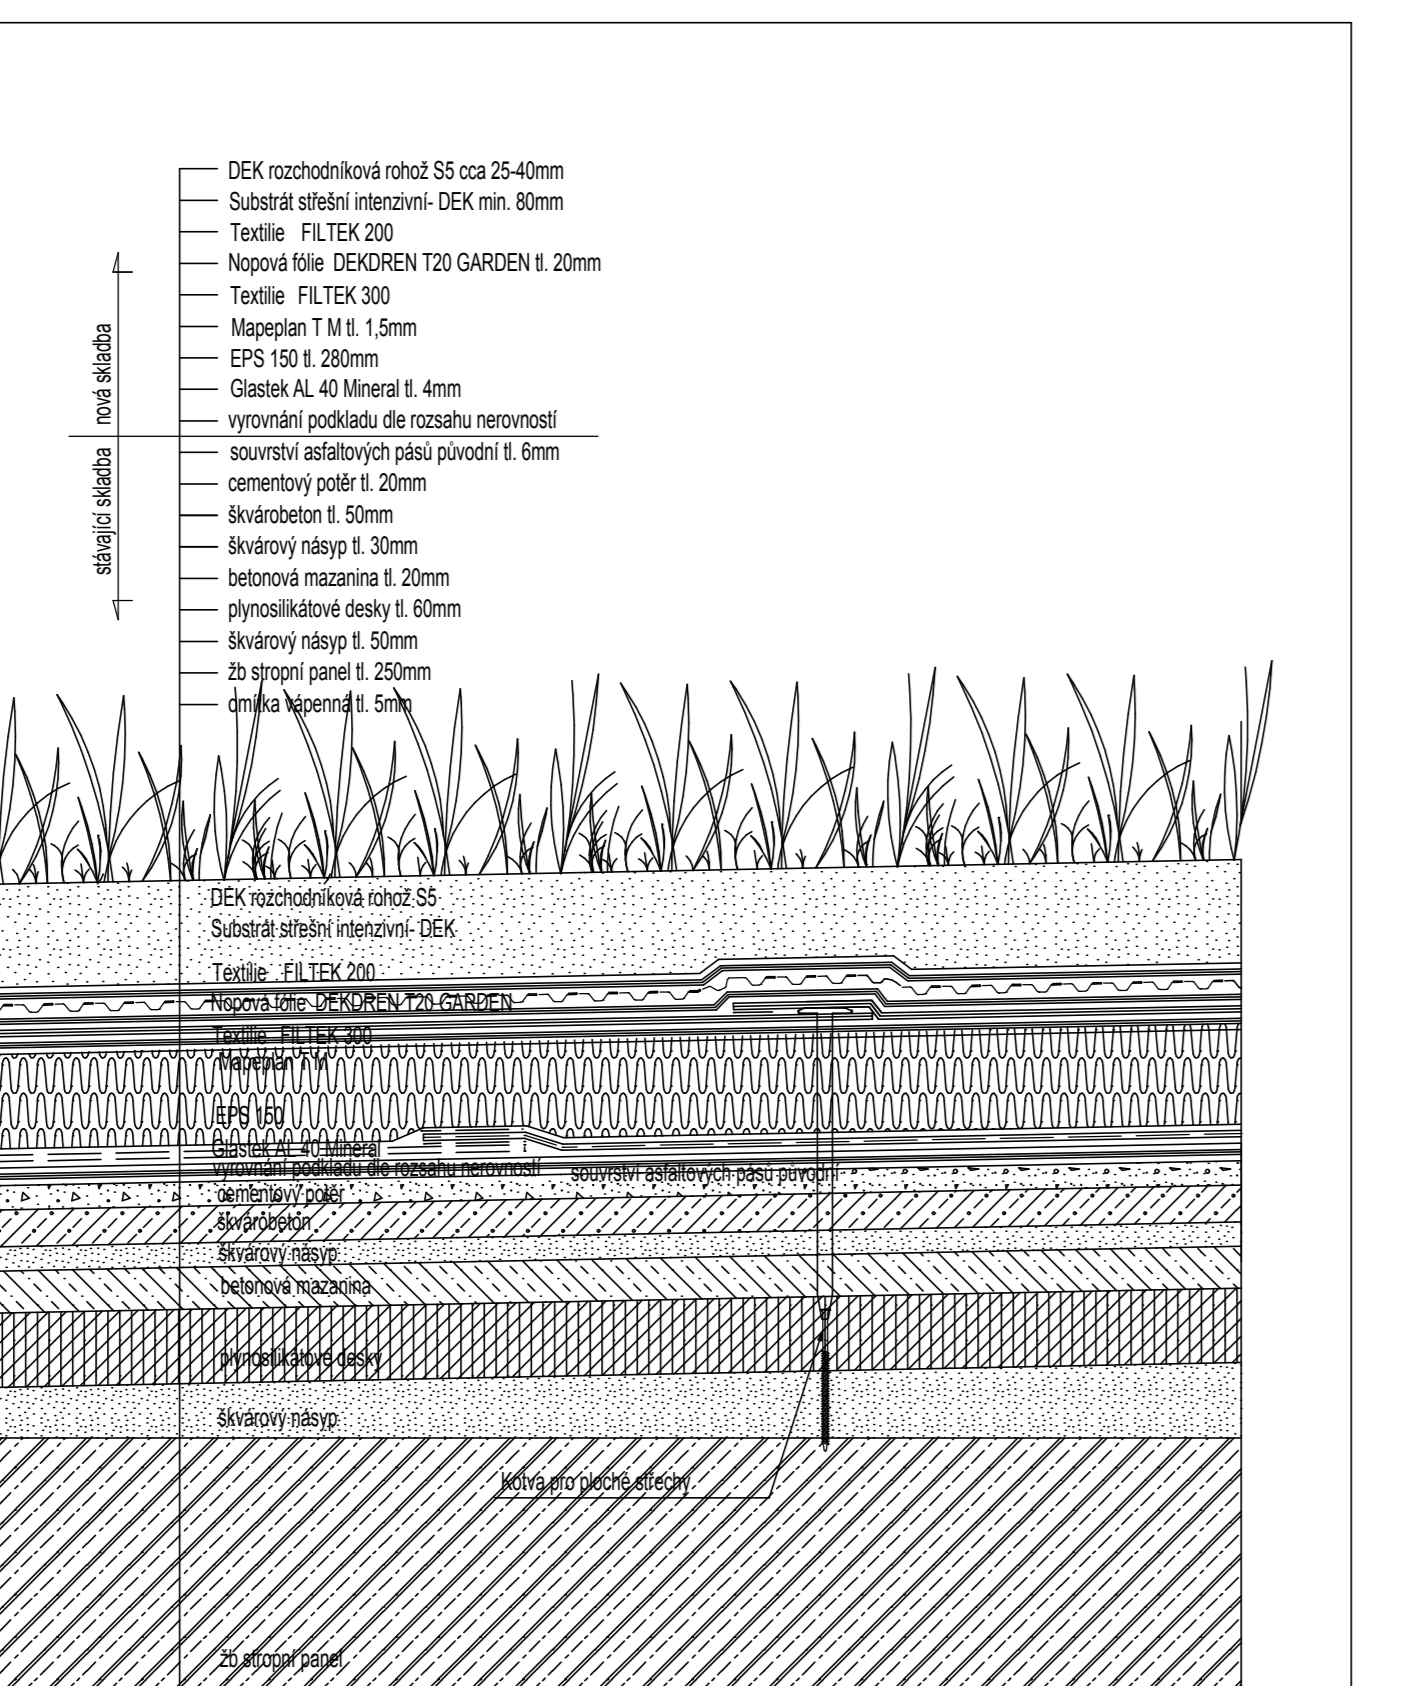 DEK rozchodníková rohož S5 cca 25-40mm
Substrát střešní intenzivní- DEK min. 80mm
Textilie FILTEK 200
Nopová fólie DEKDREN T20 GARDEN tl. 20mm
Textilie FILTEK 300
Mapeplan T M tl. 1,5mm
EPS 150 tl. 280mm
Glastek AL 40 Mineral tl. 4mm
vyrovnání podkladu dle rozsahu nerovností
souvrství asfaltových pásů původní tl. 6mm
cementový potěr tl. 20mm
škvárobeton tl. 50mm
škvárový násyp tl. 30mm
betonová mazanina tl. 20mm
plynosilikátové desky tl. 60mm
škvárový násyp tl. 50mm
žb stropní panel tl. 250mm
omítka vápenná tl. 5mm
nová skladba
stávající skladba
DEK rozchodníková rohož S5
Substrát střešní intenzivní- DEK
Textilie FILTEK 200
Nopová fólie DEKDREN T20 GARDEN
Textilie FILTEK 300
Mapeplan T M
EPS 150
Glastek AL 40 Mineral
vyrovnání podkladu dle rozsahu nerovností
souvrství asfaltových pásů původní
cementový potěr
škvárobeton
škvárový násyp
betonová mazanina
plynosilikátové desky
škvárový násyp
Kotva pro ploché střechy
žb stropní panel